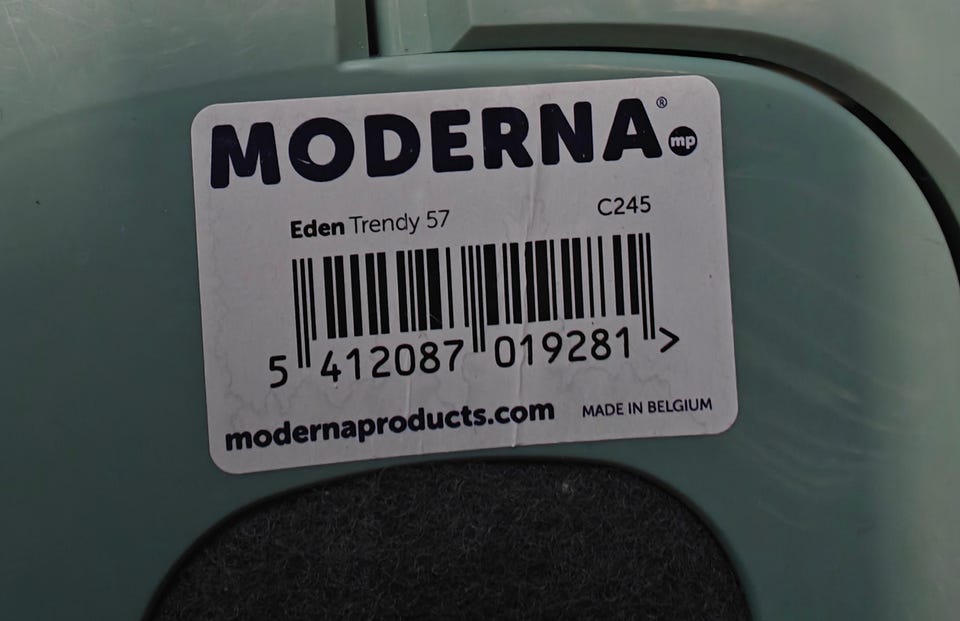 MODERNA® mp
Eden Trendy 57 C245
5 412087 019281 >
modernaproducts.com MADE IN BELGIUM